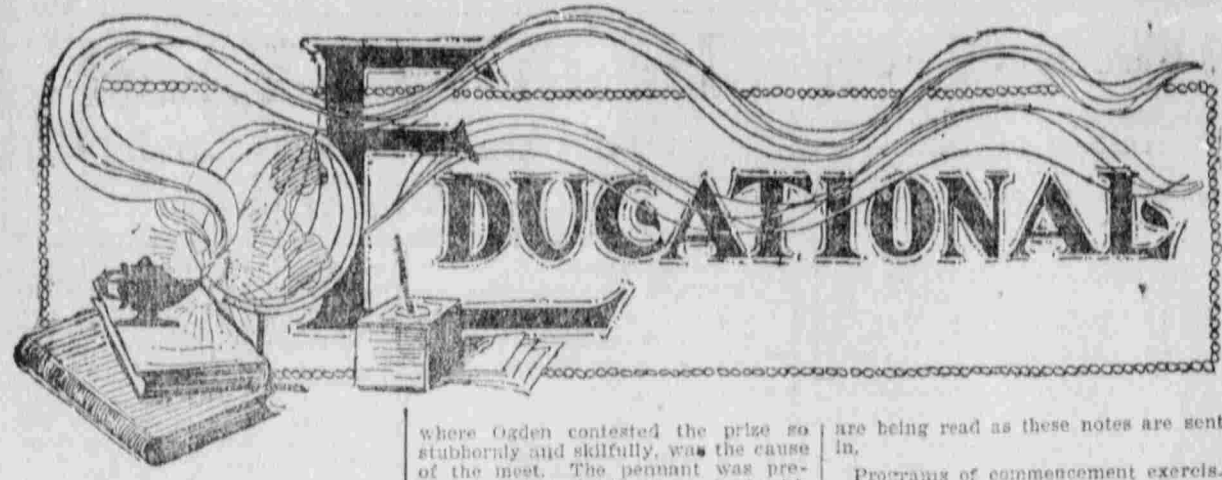 EDUCATIONAL
where Ogden contested the prize so
stubbornly and skilfully, was the cause
of the meet. The pennant was pre-
are being read as these notes are sent
in.
Programs of commencement exercis-